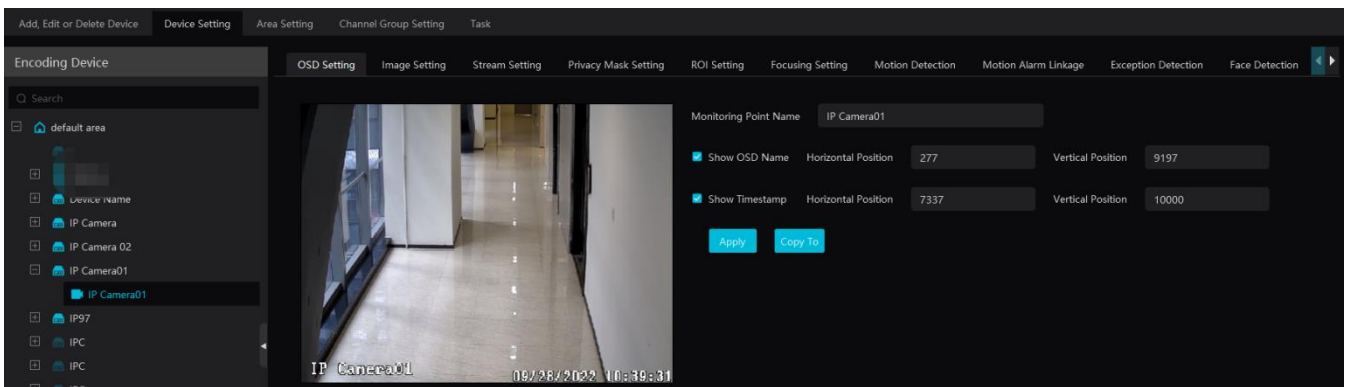 Add, Edit or Delete Device Device Setting Area Setting Channel Group Setting Task
Encoding Device
OSD Setting Image Setting Stream Setting Privacy Mask Setting ROI Setting Focusing Setting Motion Detection Motion Alarm Linkage Exception Detection Face Detection
Search
default area
Device Name
IP Camera
IP Camera 02
IP Camera01
IP Camera01
IP97
IPC
IPC
Monitoring Point Name IP Camera01
Show OSD Name Horizontal Position 277 Vertical Position 9197
Show Timestamp Horizontal Position 7337 Vertical Position 10000
Apply Copy To
IP Camera01
09/28/2022 10:39:31